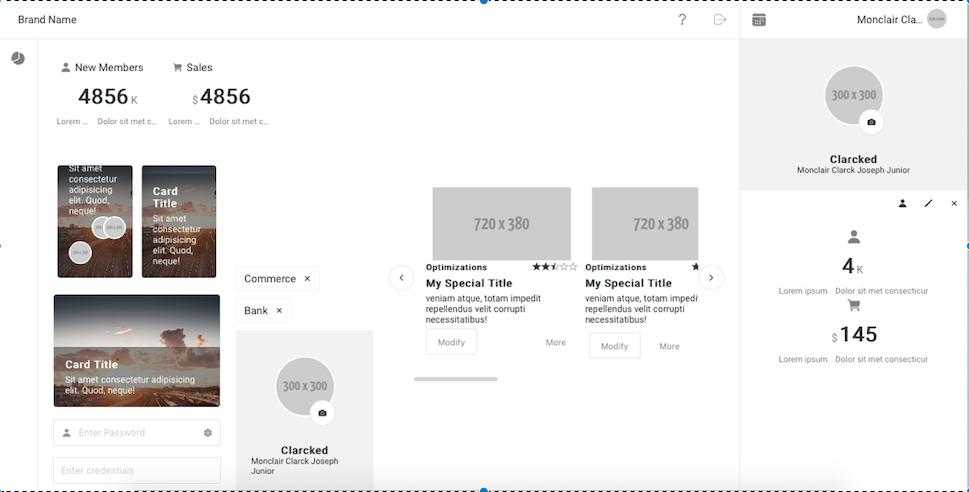 Brand Name
?
Monclair Cla...
New Members
Sales
4856 K
$ 4856
Lorem ... Dolor sit met c...
Lorem ... Dolor sit met c...
300 x 300
Clarcked
Monclair Clarck Joseph Junior
4 K
Lorem ipsum Dolor sit met consecticur
$ 145
Lorem ipsum Dolor sit met consecticur
Sit amet
consectetur
adipisicing
elit. Quod,
neque!
Card
Title
Sit amet
consectetur
adipisicing
elit. Quod,
neque!
Card Title
Sit amet consectetur adipisicing
elit. Quod, neque!
Enter Password
Enter credentials
Commerce ×
Bank ×
300 x 300
Clarcked
Monclair Clarck Joseph
Junior
720 x 380
Optimizations
My Special Title
veniam atque, totam impedit
repellendus velit corrupti
necessitatibus!
Modify
More
720 x 380
Optimizations
My Special Title
veniam atque, totam impedit
repellendus velit corrupti
necessitatibus!
Modify
More